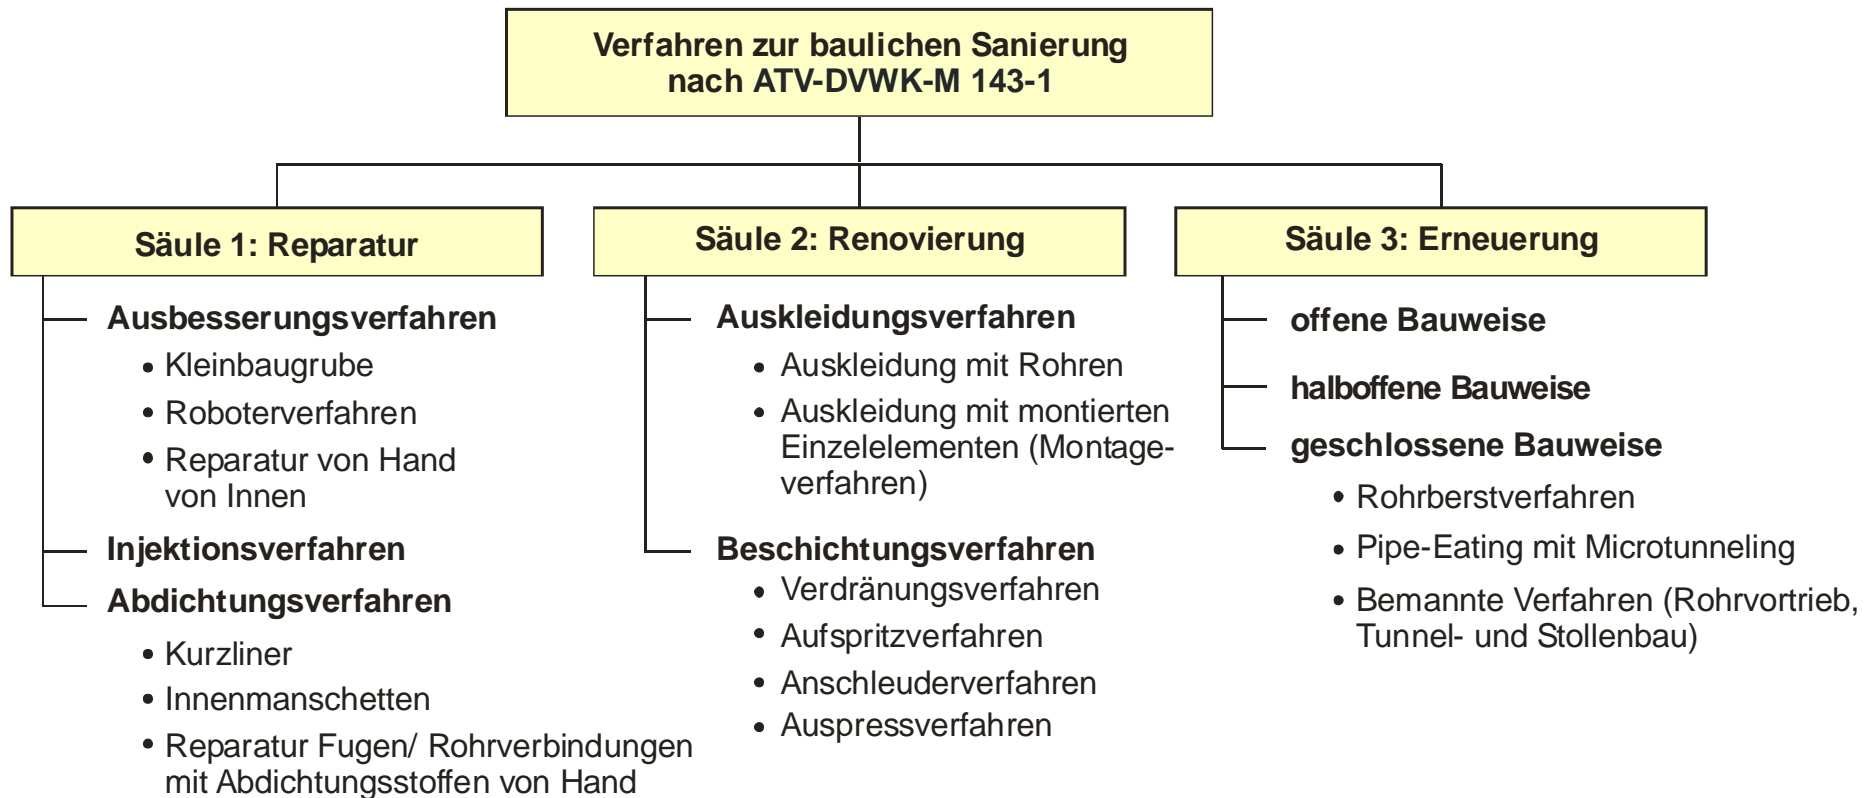 Verfahren zur baulichen Sanierung
nach ATV-DVWK-M 143-1
Säule 1: Reparatur
Ausbesserungsverfahren
• Kleinbaugrube
• Roboterverfahren
• Reparatur von Hand
von Innen
Injektionsverfahren
Abdichtungsverfahren
• Kurzliner
• Innenmanschetten
• Reparatur Fugen/ Rohrverbindungen
mit Abdichtungsstoffen von Hand
Säule 2: Renovierung
Auskleidungsverfahren
• Auskleidung mit Rohren
• Auskleidung mit montierten
Einzelelementen (Montage-
verfahren)
Beschichtungsverfahren
• Verdränungsverfahren
• Aufspritzverfahren
• Anschleuderverfahren
• Auspressverfahren
Säule 3: Erneuerung
offene Bauweise
halboffene Bauweise
geschlossene Bauweise
• Rohrberstverfahren
• Pipe-Eating mit Microtunneling
• Bemannte Verfahren (Rohrvortrieb,
Tunnel- und Stollenbau)